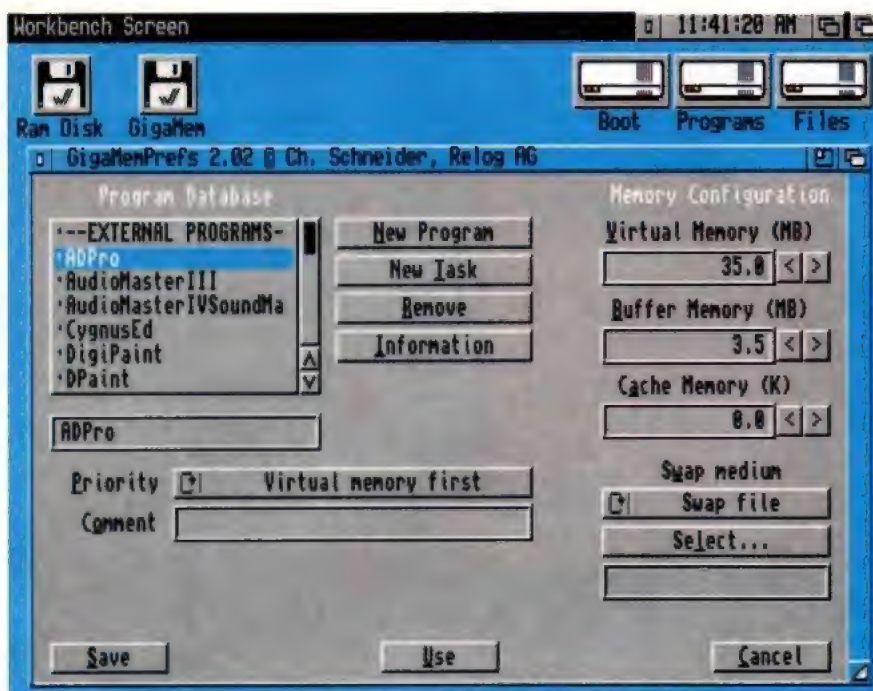 Workbench Screen
11:41:20 AM
Ram Disk
GigaMem
Boot
Programs
Files
GigaMemPrefs 2.02 © Ch. Schneider, Relog AG
Program Database
Memory Configuration
·--EXTERNAL PROGRAMS-
·ADPro
·AudioMasterIII
·AudioMasterIVSoundMa
·CygnusEd
·DigiPaint
·DPaint
New Program
New Task
Remove
Information
Virtual Memory (MB)
35.0 < >
Buffer Memory (MB)
3.5 < >
Cache Memory (K)
0.0 < >
ADPro
Priority Virtual memory first
Comment
Swap medium
Swap file
Select...
Save
Use
Cancel